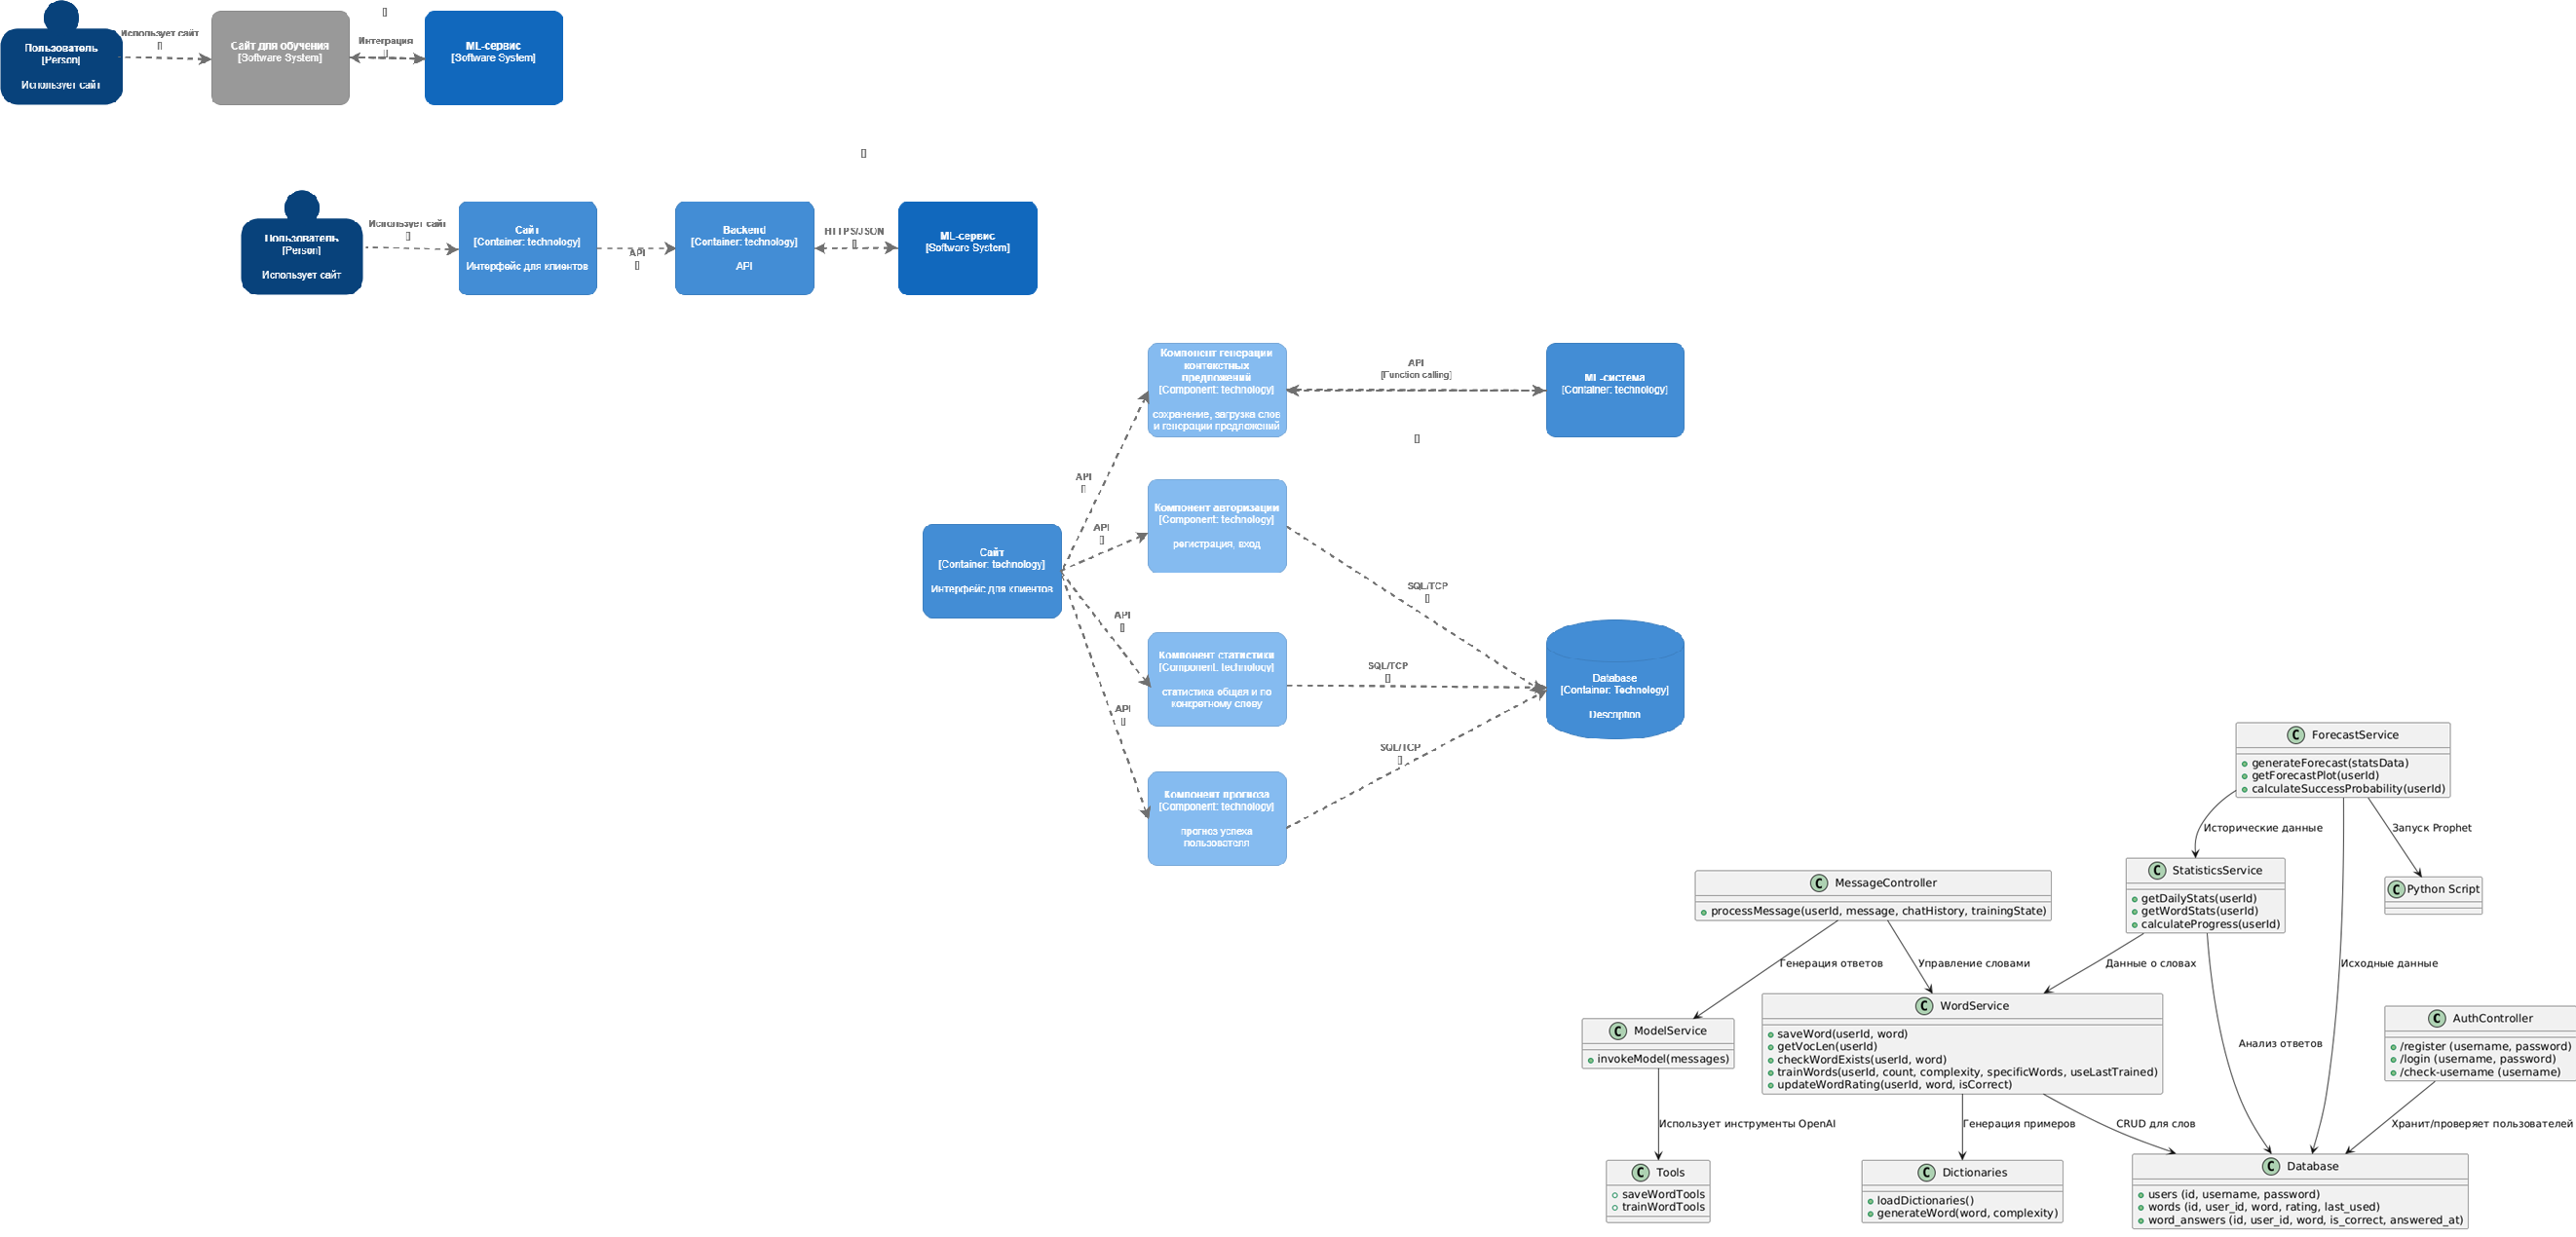 Пользователь
[Person]
Использует сайт
Использует сайт
[]
Сайт для обучения
[Software System]
[]
Интеграция
[]
ML-сервис
[Software System]
[]
Пользователь
[Person]
Использует сайт
Использует сайт
[]
Сайт
[Container: technology]
Интерфейс для клиентов
API
[]
Backend
[Container: technology]
API
HTTPS/JSON
[]
ML-сервис
[Software System]
Компонент генерации
контекстных
предложений
[Component: technology]
сохранение, загрузка слов
и генерации предложений
API
[Function calling]
[]
ML-система
[Container: technology]
API
[]
API
[]
API
[]
API
[]
Сайт
[Container: technology]
Интерфейс для клиентов
Компонент авторизации
[Component: technology]
регистрация, вход
Компонент статистики
[Component: technology]
статистика общая и по
конкретному слову
Компонент прогноза
[Component: technology]
прогноз успеха
пользователя
SQL/TCP
[]
SQL/TCP
[]
SQL/TCP
[]
Database
[Container: Technology]
Description
C ForecastService
generateForecast(statsData)
getForecastPlot(userId)
calculateSuccessProbability(userId)
Исторические данные
Запуск Prophet
C StatisticsService
getDailyStats(userId)
getWordStats(userId)
calculateProgress(userId)
C Python Script
C MessageController
processMessage(userId, message, chatHistory, trainingState)
Генерация ответов
Управление словами
Данные о словах
Исходные данные
C ModelService
invokeModel(messages)
C WordService
saveWord(userId, word)
getVocLen(userId)
checkWordExists(userId, word)
trainWords(userId, count, complexity, specificWords, useLastTrained)
updateWordRating(userId, word, isCorrect)
Анализ ответов
C AuthController
/register (username, password)
/login (username, password)
/check-username (username)
Использует инструменты OpenAI
Генерация примеров
CRUD для слов
Хранит/проверяет пользователей
C Tools
saveWordTools
trainWordTools
C Dictionaries
loadDictionaries()
generateWord(word, complexity)
C Database
users (id, username, password)
words (id, user_id, word, rating, last_used)
word_answers (id, user_id, word, is_correct, answered_at)